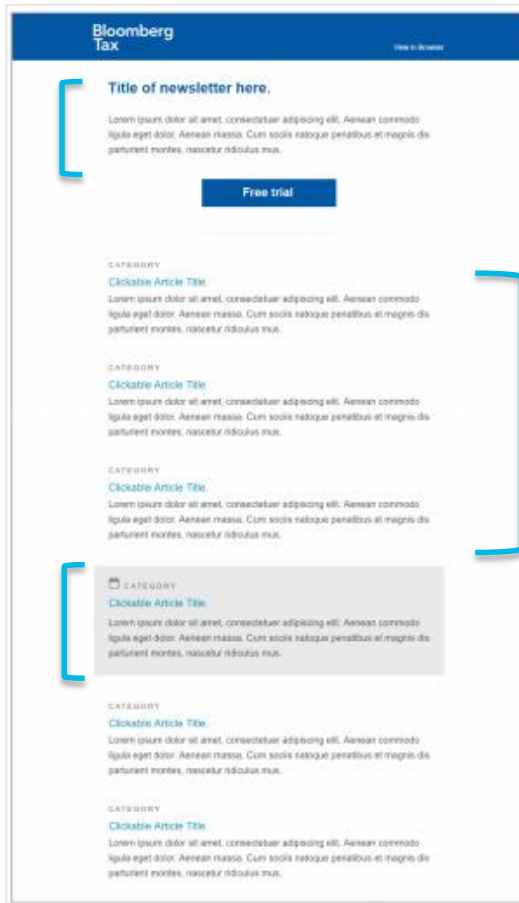 Bloomberg
Tax
View in Browser
Title of newsletter here.
Lorem ipsum dolor sit amet, consectetuer adipiscing elit. Aenean commodo
ligula eget dolor. Aenean massa. Cum sociis natoque penatibus et magnis dis
parturient montes, nascetur ridiculus mus.
Free trial
CATEGORY
Clickable Article Title.
Lorem ipsum dolor sit amet, consectetuer adipiscing elit. Aenean commodo
ligula eget dolor. Aenean massa. Cum sociis natoque penatibus et magnis dis
parturient montes, nascetur ridiculus mus.
CATEGORY
Clickable Article Title.
Lorem ipsum dolor sit amet, consectetuer adipiscing elit. Aenean commodo
ligula eget dolor. Aenean massa. Cum sociis natoque penatibus et magnis dis
parturient montes, nascetur ridiculus mus.
CATEGORY
Clickable Article Title.
Lorem ipsum dolor sit amet, consectetuer adipiscing elit. Aenean commodo
ligula eget dolor. Aenean massa. Cum sociis natoque penatibus et magnis dis
parturient montes, nascetur ridiculus mus.
CATEGORY
Clickable Article Title.
Lorem ipsum dolor sit amet, consectetuer adipiscing elit. Aenean commodo
ligula eget dolor. Aenean massa. Cum sociis natoque penatibus et magnis dis
parturient montes, nascetur ridiculus mus.
CATEGORY
Clickable Article Title.
Lorem ipsum dolor sit amet, consectetuer adipiscing elit. Aenean commodo
ligula eget dolor. Aenean massa. Cum sociis natoque penatibus et magnis dis
parturient montes, nascetur ridiculus mus.
CATEGORY
Clickable Article Title.
Lorem ipsum dolor sit amet, consectetuer adipiscing elit. Aenean commodo
ligula eget dolor. Aenean massa. Cum sociis natoque penatibus et magnis dis
parturient montes, nascetur ridiculus mus.